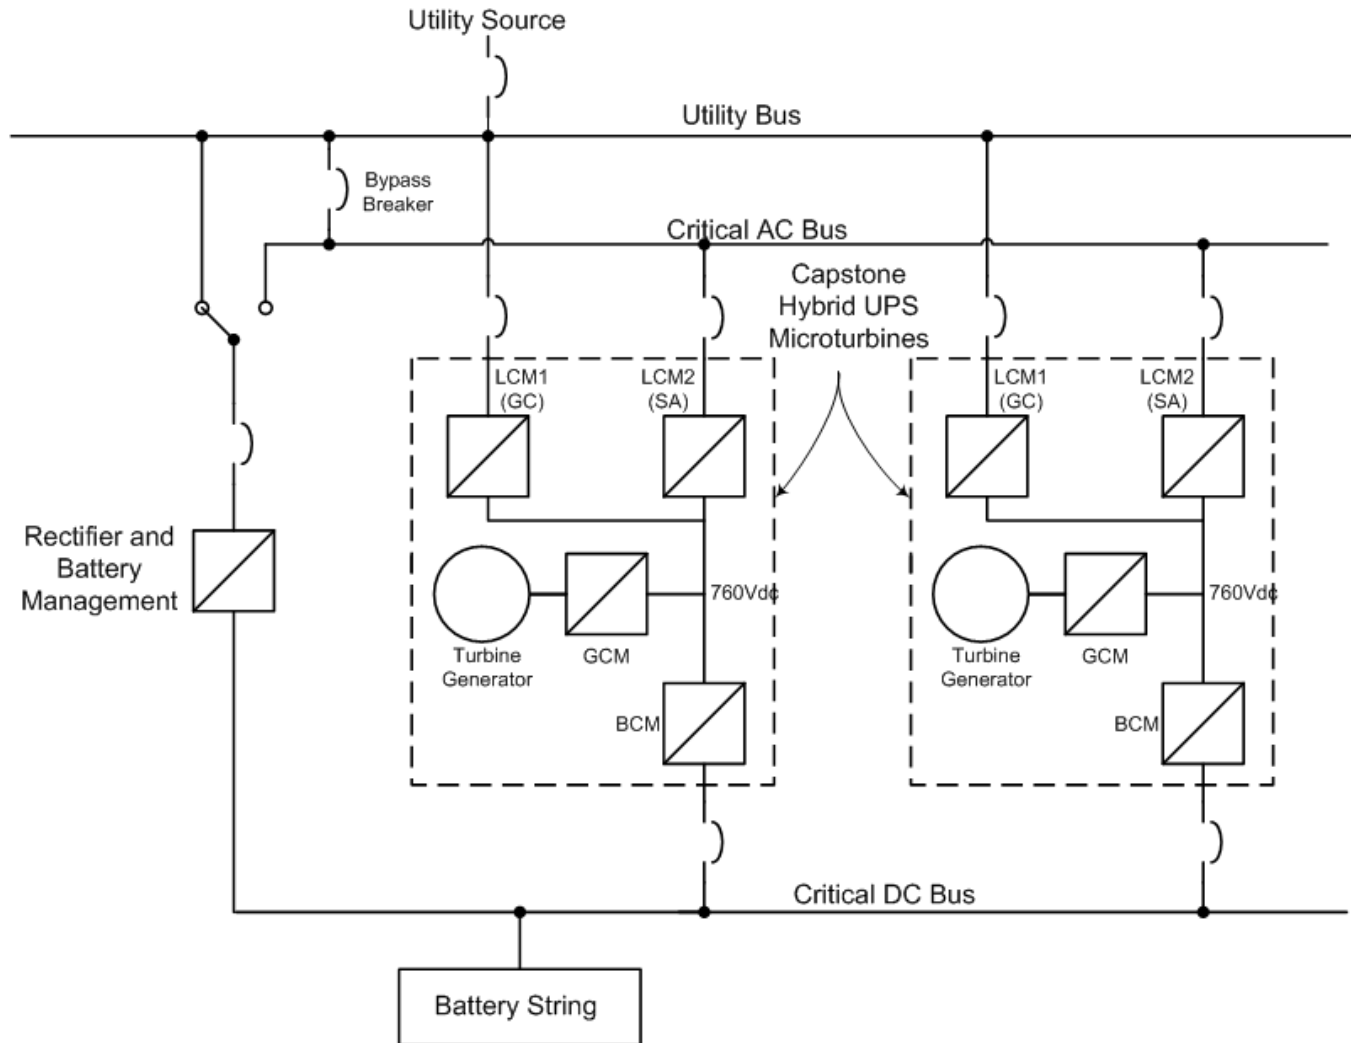 Utility Source
Utility Bus
Bypass
Breaker
Critical AC Bus
Capstone
Hybrid UPS
Microturbines
LCM1
(GC)
LCM2
(SA)
LCM1
(GC)
LCM2
(SA)
Rectifier and
Battery
Management
760Vdc
760Vdc
Turbine
Generator
GCM
Turbine
Generator
GCM
BCM
BCM
Critical DC Bus
Battery String